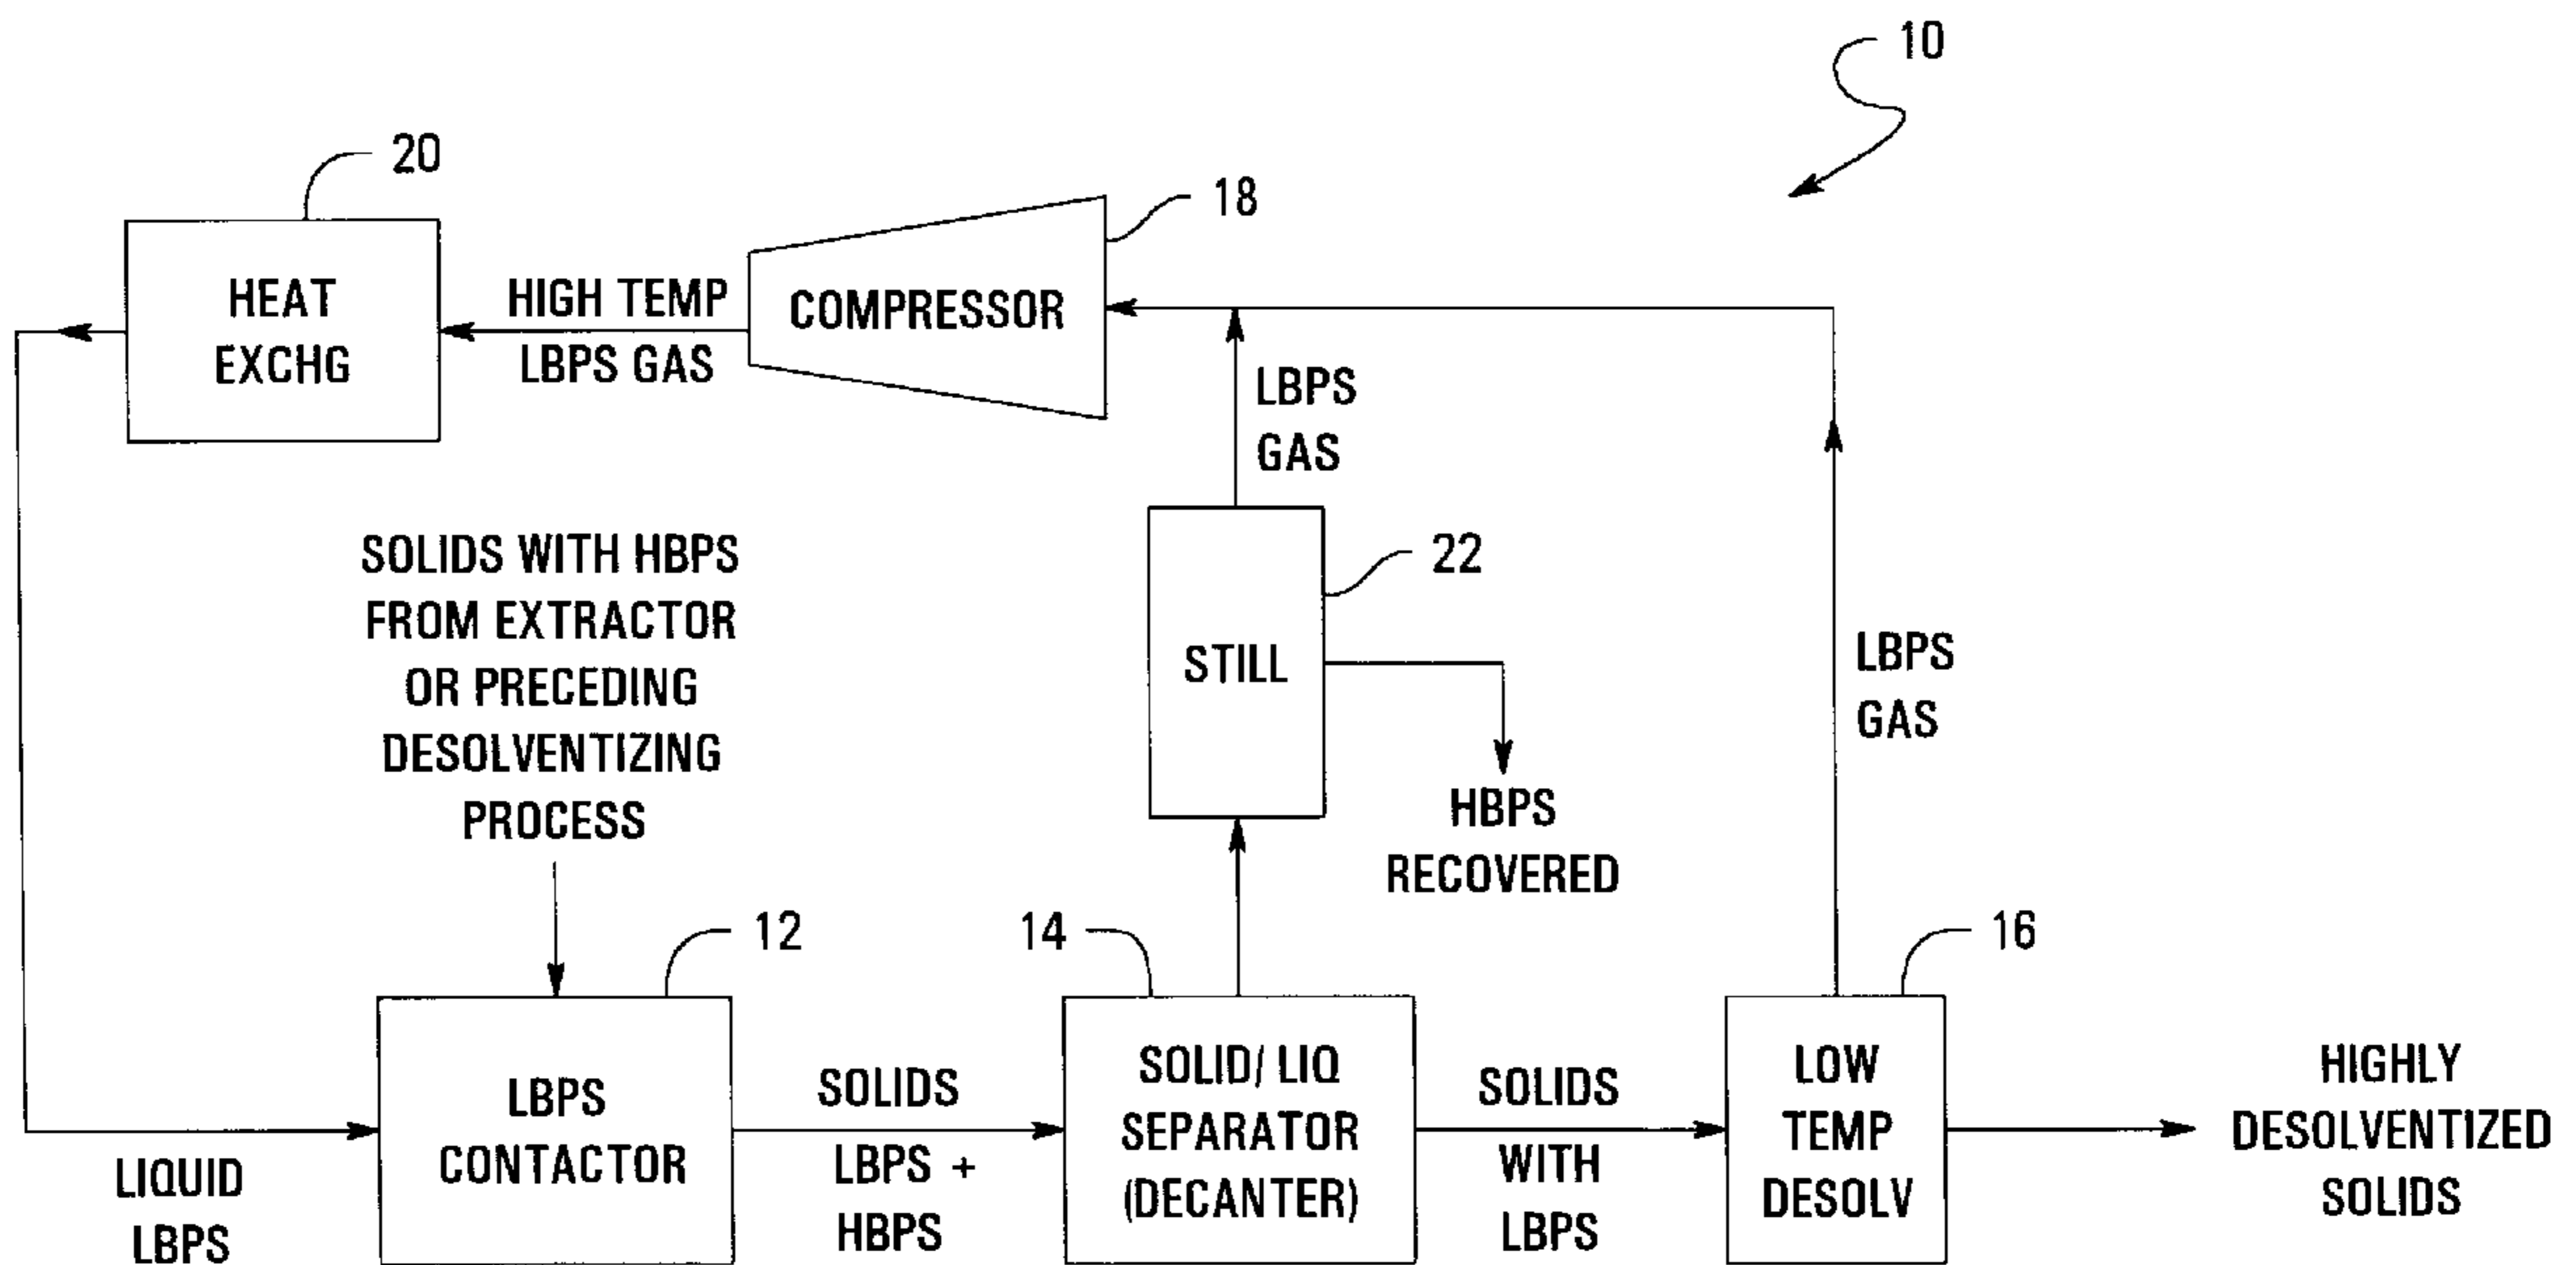 10
20
18
HEAT
EXCHG
HIGH TEMP
LBPS GAS
COMPRESSOR
LBPS
GAS
SOLIDS WITH HBPS
FROM EXTRACTOR
OR PRECEDING
DESOLVENTIZING
PROCESS
22
STILL
LBPS
GAS
HBPS
RECOVERED
12
14
16
LIQUID
LBPS
LBPS
CONTACTOR
SOLIDS
LBPS +
HBPS
SOLID/ LIQ
SEPARATOR
(DECANTER)
SOLIDS
WITH
LBPS
LOW
TEMP
DESOLV
HIGHLY
DESOLVENTIZED
SOLIDS